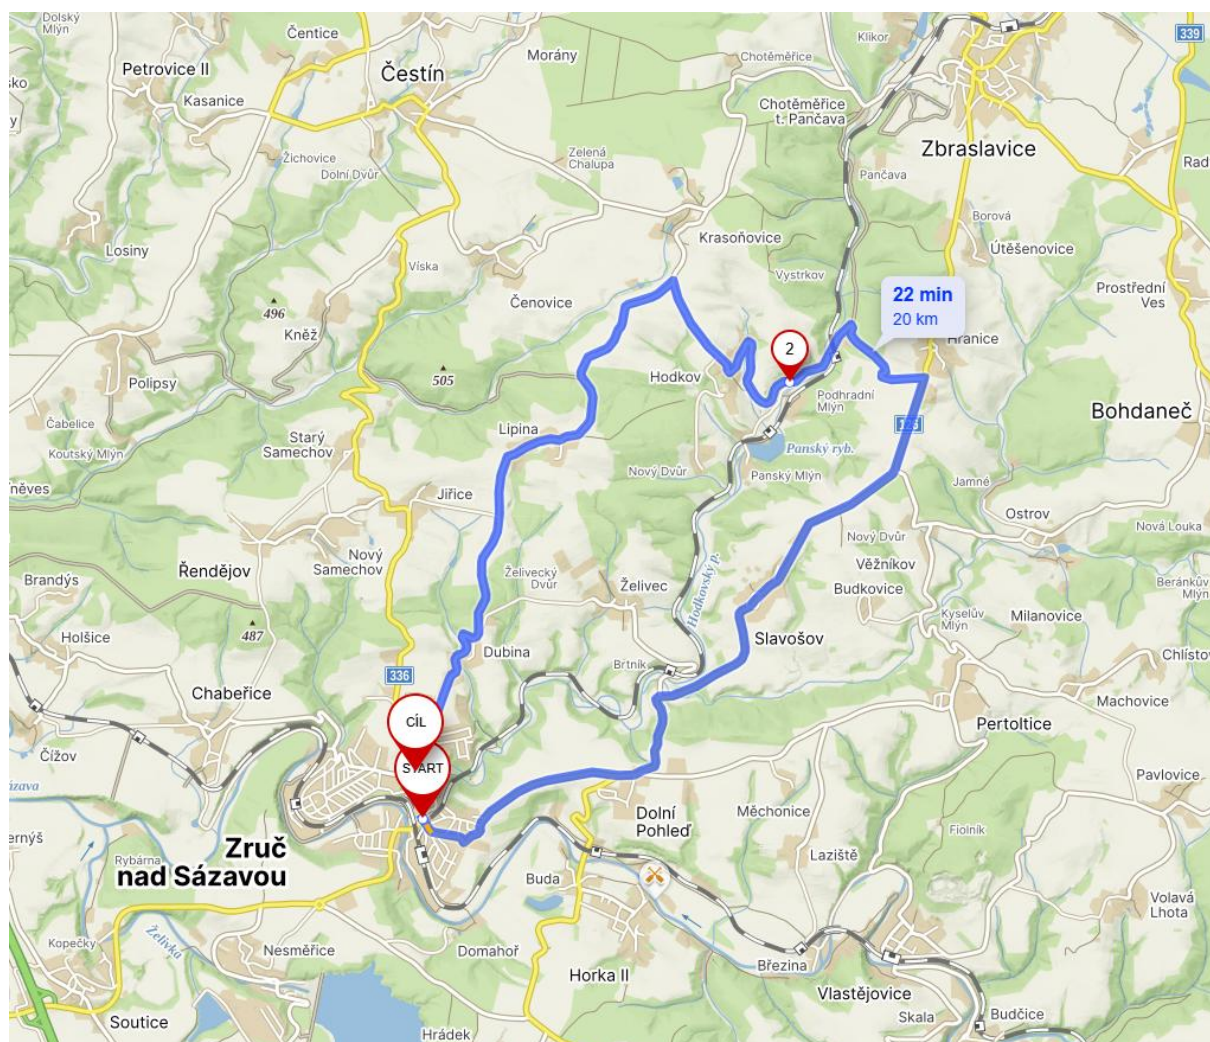 Dolský
Mlýn
Čentice
Morány
Klikor
339
Petrovice II
Čestín
Chotěměřice
Kasanice
Chotěměřice
t. Pančava
Zbraslavice
Žichovice
Dolní Dvůr
Zelená
Chalupa
Pančava
Rad
Borová
Losiny
Krasoňovice
Útěšenovice
Víska
Vystrkov
Čenovice
Prostřední
Ves
22 min
20 km
496
Kněž
Hranice
2
505
Hodkov
Polipsy
Podhradní
Mlýn
Bohdaneč
Čabelice
Lipina
Starý
Samechov
Koutský Mlýn
Panský ryb.
Nový Dvůr
Panský Mlýn
Jamné
něves
Jiřice
Ostrov
Nová Louka
Nový Dvůr
Věžníkov
Nový
Samechov
Řendějov
Želivecký
Dvůr
Želivec
Budkovice
Brandýs
Beránkův
Mlýn
Hodkovský p.
Kyselův
Mlýn
Milanovice
487
Holšice
Slavošov
Dubina
Brtník
Chlístov
336
Chabeřice
Machovice
CÍL
Pertoltice
Čížov
START
Pavlovice
ázava
Dolní
Pohleď
Měchonice
ernýš
Fiolník
Zruč
nad Sázavou
Rybárna
Laziště
Buda
Volavá
Lhota
Želivka
Kopečky
Nesměřice
Domahoř
Březina
Horka II
Vlastějovice
Soutice
Skala
Budčice
Hrádek